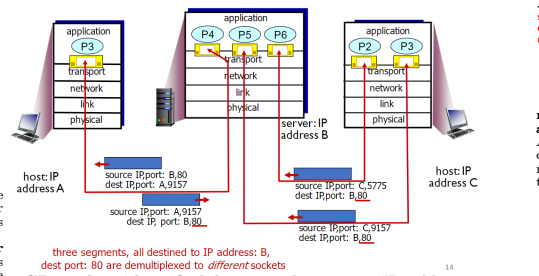 application
P3
transport
network
link
physical
host: IP
address A
application
P4
P5
P6
transport
network
link
physical
server: IP
address B
application
P2
P3
transport
network
link
physical
host: IP
address C
source IP,port: B,80
dest IP,port: A,9157
source IP,port: A,9157
dest IP, port: B,80
source IP,port: C,5775
dest IP,port: B,80
source IP,port: C,9157
dest IP,port: B,80
three segments, all destined to IP address: B,
dest port: 80 are demultiplexed to different sockets
14